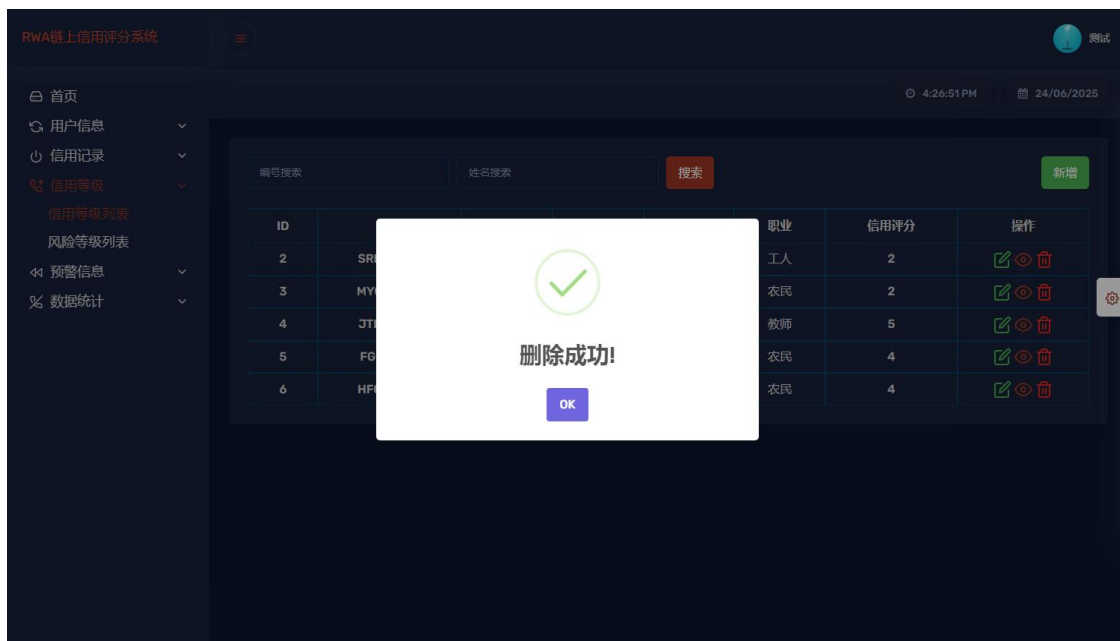 RWA链上信用评分系统
测试
首页
4:26:51 PM 24/06/2025
用户信息
信用记录
信用等级
信用等级列表
风险等级列表
预警信息
数据统计
编号搜索 姓名搜索 搜索 新增
ID 职业 信用评分 操作
2 工人 2
3 MY 农民 2
4 教师 5
5 FG 农民 4
6 农民 4
删除成功!
OK